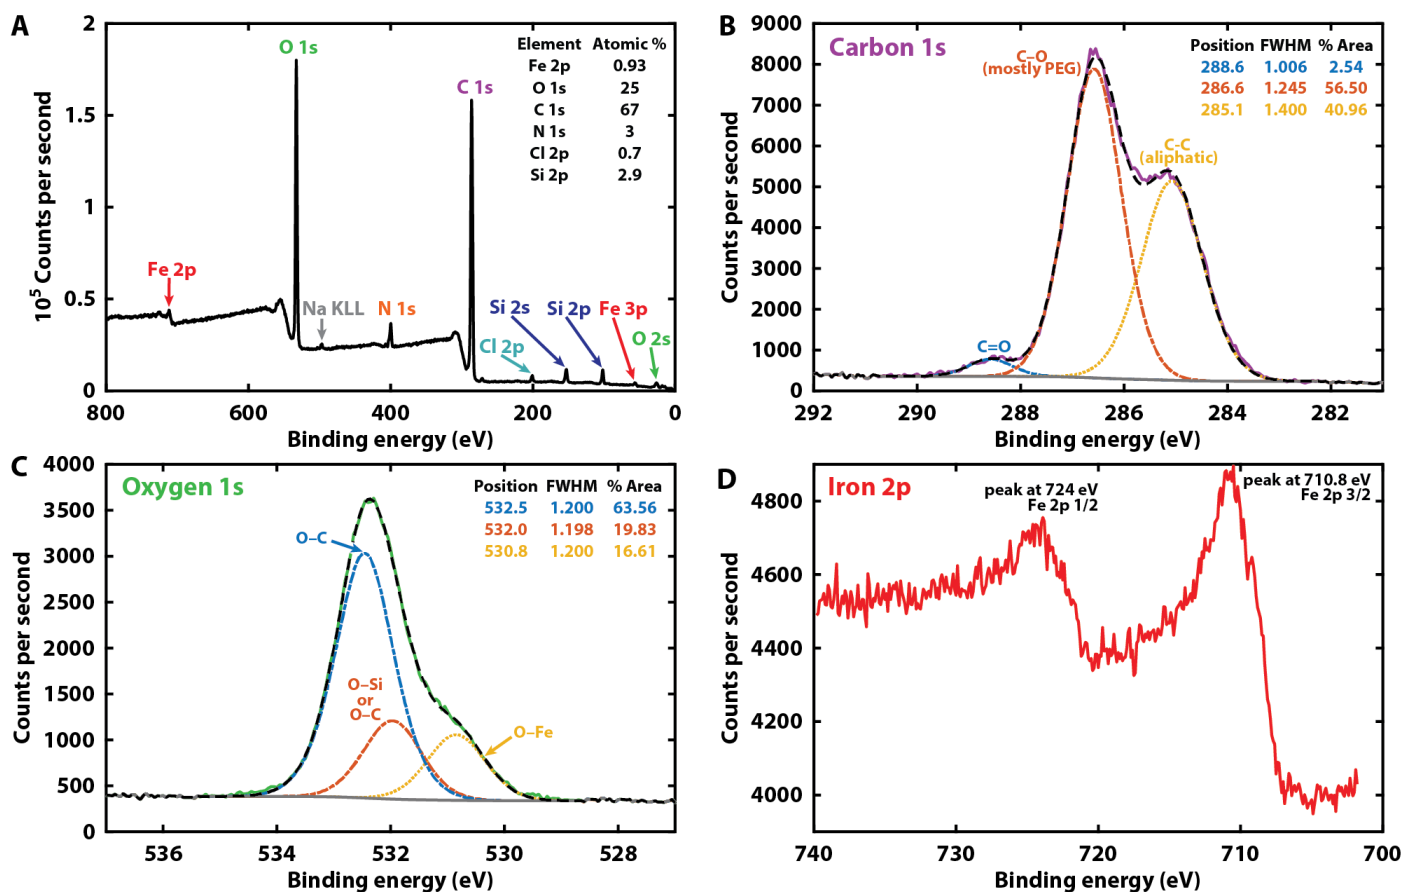 A
2
1.5
1
0.5
0
10⁵ Counts per second
O 1s
C 1s
Element Atomic %
Fe 2p 0.93
O 1s 25
C 1s 67
N 1s 3
Cl 2p 0.7
Si 2p 2.9
Fe 2p
Na KLL
N 1s
Si 2s
Si 2p
Fe 3p
Cl 2p
O 2s
800 600 400 200 0
Binding energy (eV)
B
9000
8000
7000
6000
5000
4000
3000
2000
1000
0
Counts per second
Carbon 1s
C–O
(mostly PEG)
Position FWHM % Area
288.6 1.006 2.54
286.6 1.245 56.50
285.1 1.400 40.96
C-C
(aliphatic)
C=O
292 290 288 286 284 282
Binding energy (eV)
C
4000
3500
3000
2500
2000
1500
1000
500
0
Counts per second
Oxygen 1s
Position FWHM % Area
532.5 1.200 63.56
532.0 1.198 19.83
530.8 1.200 16.61
O–C
O–Si
or
O–C
O–Fe
536 534 532 530 528
Binding energy (eV)
D
4800
4600
4400
4200
4000
Counts per second
Iron 2p
peak at 724 eV
Fe 2p 1/2
peak at 710.8 eV
Fe 2p 3/2
740 730 720 710 700
Binding energy (eV)